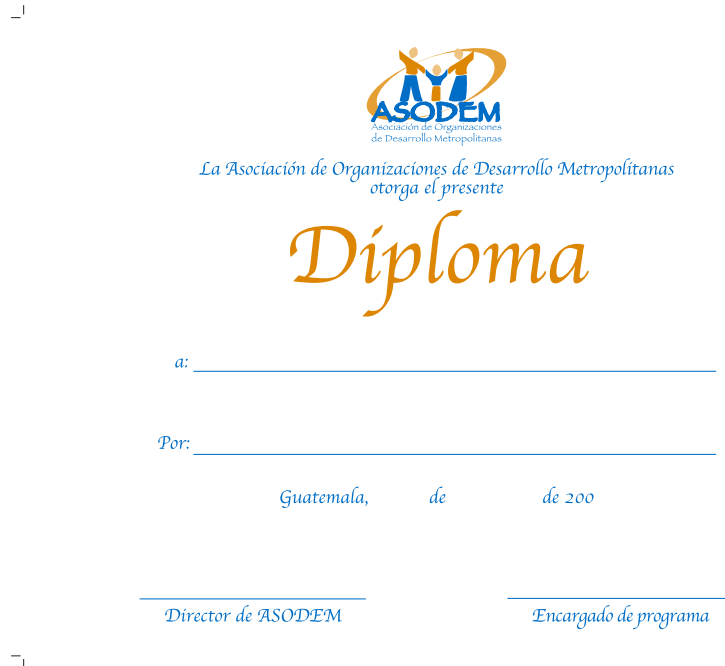 ASODEM
Asociación de Organizaciones
de Desarrollo Metropolitanas
La Asociación de Organizaciones de Desarrollo Metropolitanas
otorga el presente
Diploma
a:
Por:
Guatemala, de de 200
Director de ASODEM Encargado de programa